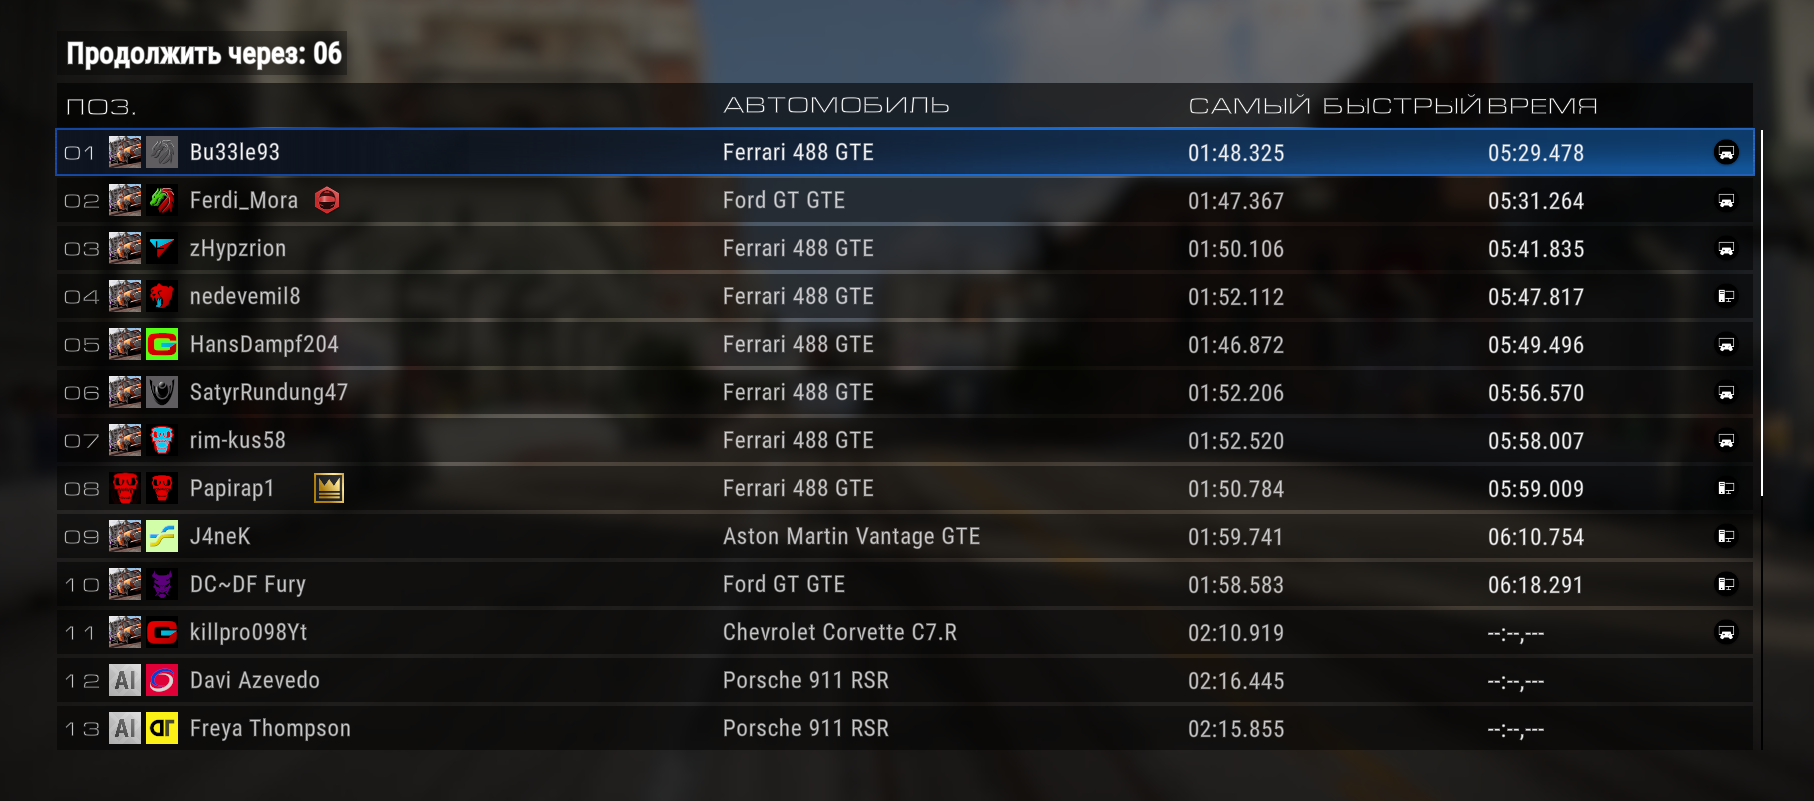 Продолжить через: 06
ПОЗ. АВТОМОБИЛЬ САМЫЙ БЫСТРЫЙ ВРЕМЯ
01 Bu33le93 Ferrari 488 GTE 01:48.325 05:29.478
02 Ferdi_Mora Ford GT GTE 01:47.367 05:31.264
03 zHypzrion Ferrari 488 GTE 01:50.106 05:41.835
04 nedevemil8 Ferrari 488 GTE 01:52.112 05:47.817
05 HansDampf204 Ferrari 488 GTE 01:46.872 05:49.496
06 SatyrRundung47 Ferrari 488 GTE 01:52.206 05:56.570
07 rim-kus58 Ferrari 488 GTE 01:52.520 05:58.007
08 Papirap1 Ferrari 488 GTE 01:50.784 05:59.009
09 J4neK Aston Martin Vantage GTE 01:59.741 06:10.754
10 DC~DF Fury Ford GT GTE 01:58.583 06:18.291
11 killpro098Yt Chevrolet Corvette C7.R 02:10.919 --:--,---
12 AI Davi Azevedo Porsche 911 RSR 02:16.445 --:--,---
13 AI Freya Thompson Porsche 911 RSR 02:15.855 --:--,---